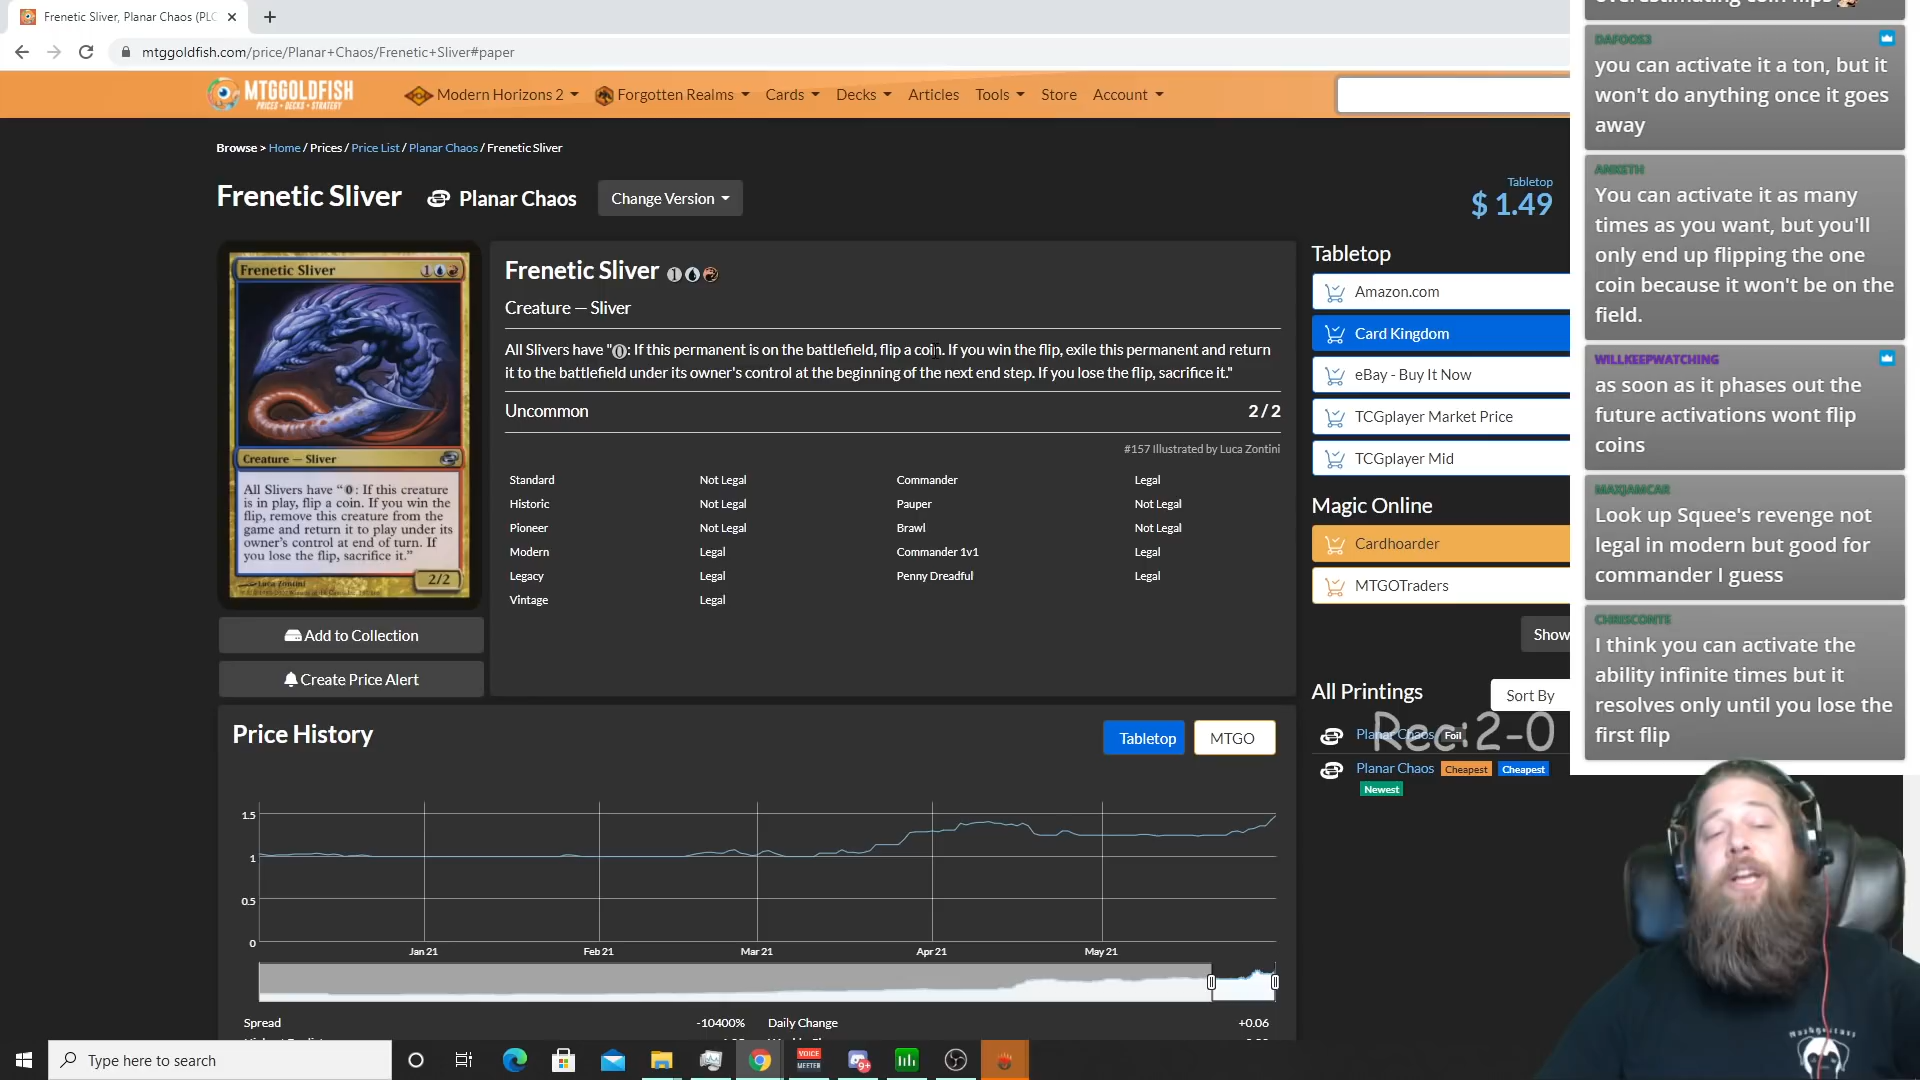 Frenetic Sliver, Planar Chaos (PLC
mtggoldfish.com/price/Planar+Chaos/Frenetic+Sliver#paper
MTGGOLDFISH
PRICES • DECKS • STRATEGY
Modern Horizons 2 Forgotten Realms Cards Decks Articles Tools Store Account
Browse > Home / Prices / Price List / Planar Chaos / Frenetic Sliver
Frenetic Sliver Planar Chaos Change Version
Tabletop
$ 1.49
Frenetic Sliver 1
Creature — Sliver
All Slivers have "0: If this creature
is in play, flip a coin. If you win the
flip, remove this creature from the
game and return it to play under its
owner's control at end of turn. If
you lose the flip, sacrifice it."
Luca Zontini
2/2
Add to Collection
Create Price Alert
Frenetic Sliver 1
Creature — Sliver
All Slivers have "0: If this permanent is on the battlefield, flip a coin. If you win the flip, exile this permanent and return
it to the battlefield under its owner's control at the beginning of the next end step. If you lose the flip, sacrifice it."
Uncommon 2 / 2
#157 Illustrated by Luca Zontini
Standard Not Legal Commander Legal
Historic Not Legal Pauper Not Legal
Pioneer Not Legal Brawl Not Legal
Modern Legal Commander 1v1 Legal
Legacy Legal Penny Dreadful Legal
Vintage Legal
Tabletop
Amazon.com
Card Kingdom
eBay - Buy It Now
TCGplayer Market Price
TCGplayer Mid
Magic Online
Cardhoarder
MTGOTraders
Show
All Printings Sort By
Planar Chaos Foil
Rec: 2-0
Planar Chaos Cheapest Cheapest
Newest
Price History Tabletop MTGO
1.5
1
0.5
0
Jan 21 Feb 21 Mar 21 Apr 21 May 21
Spread -10400% Daily Change +0.06
overestimating coin flips
DAFOOS3
you can activate it a ton, but it
won't do anything once it goes
away
ANKETH
You can activate it as many
times as you want, but you'll
only end up flipping the one
coin because it won't be on the
field.
WILLKEEPWATCHING
as soon as it phases out the
future activations wont flip
coins
MAXJAMCAR
Look up Squee's revenge not
legal in modern but good for
commander I guess
CHRISCONTE
I think you can activate the
ability infinite times but it
resolves only until you lose the
first flip
Type here to search
VOICE
MEETER
9+